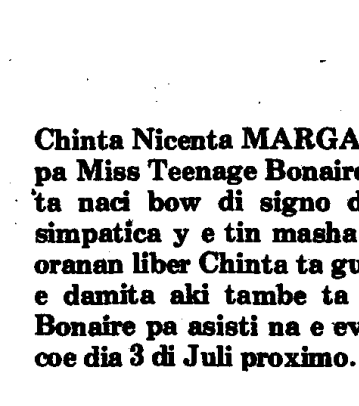 Chinta Nicenta MARGA
pa Miss Teenage Bonaire
ta naci bow di signo d
simpatica y e tin masha
oranan liber Chinta ta gu
e damita aki tambe ta
Bonaire pa asisti na e ev
coe dia 3 di Juli proximo.